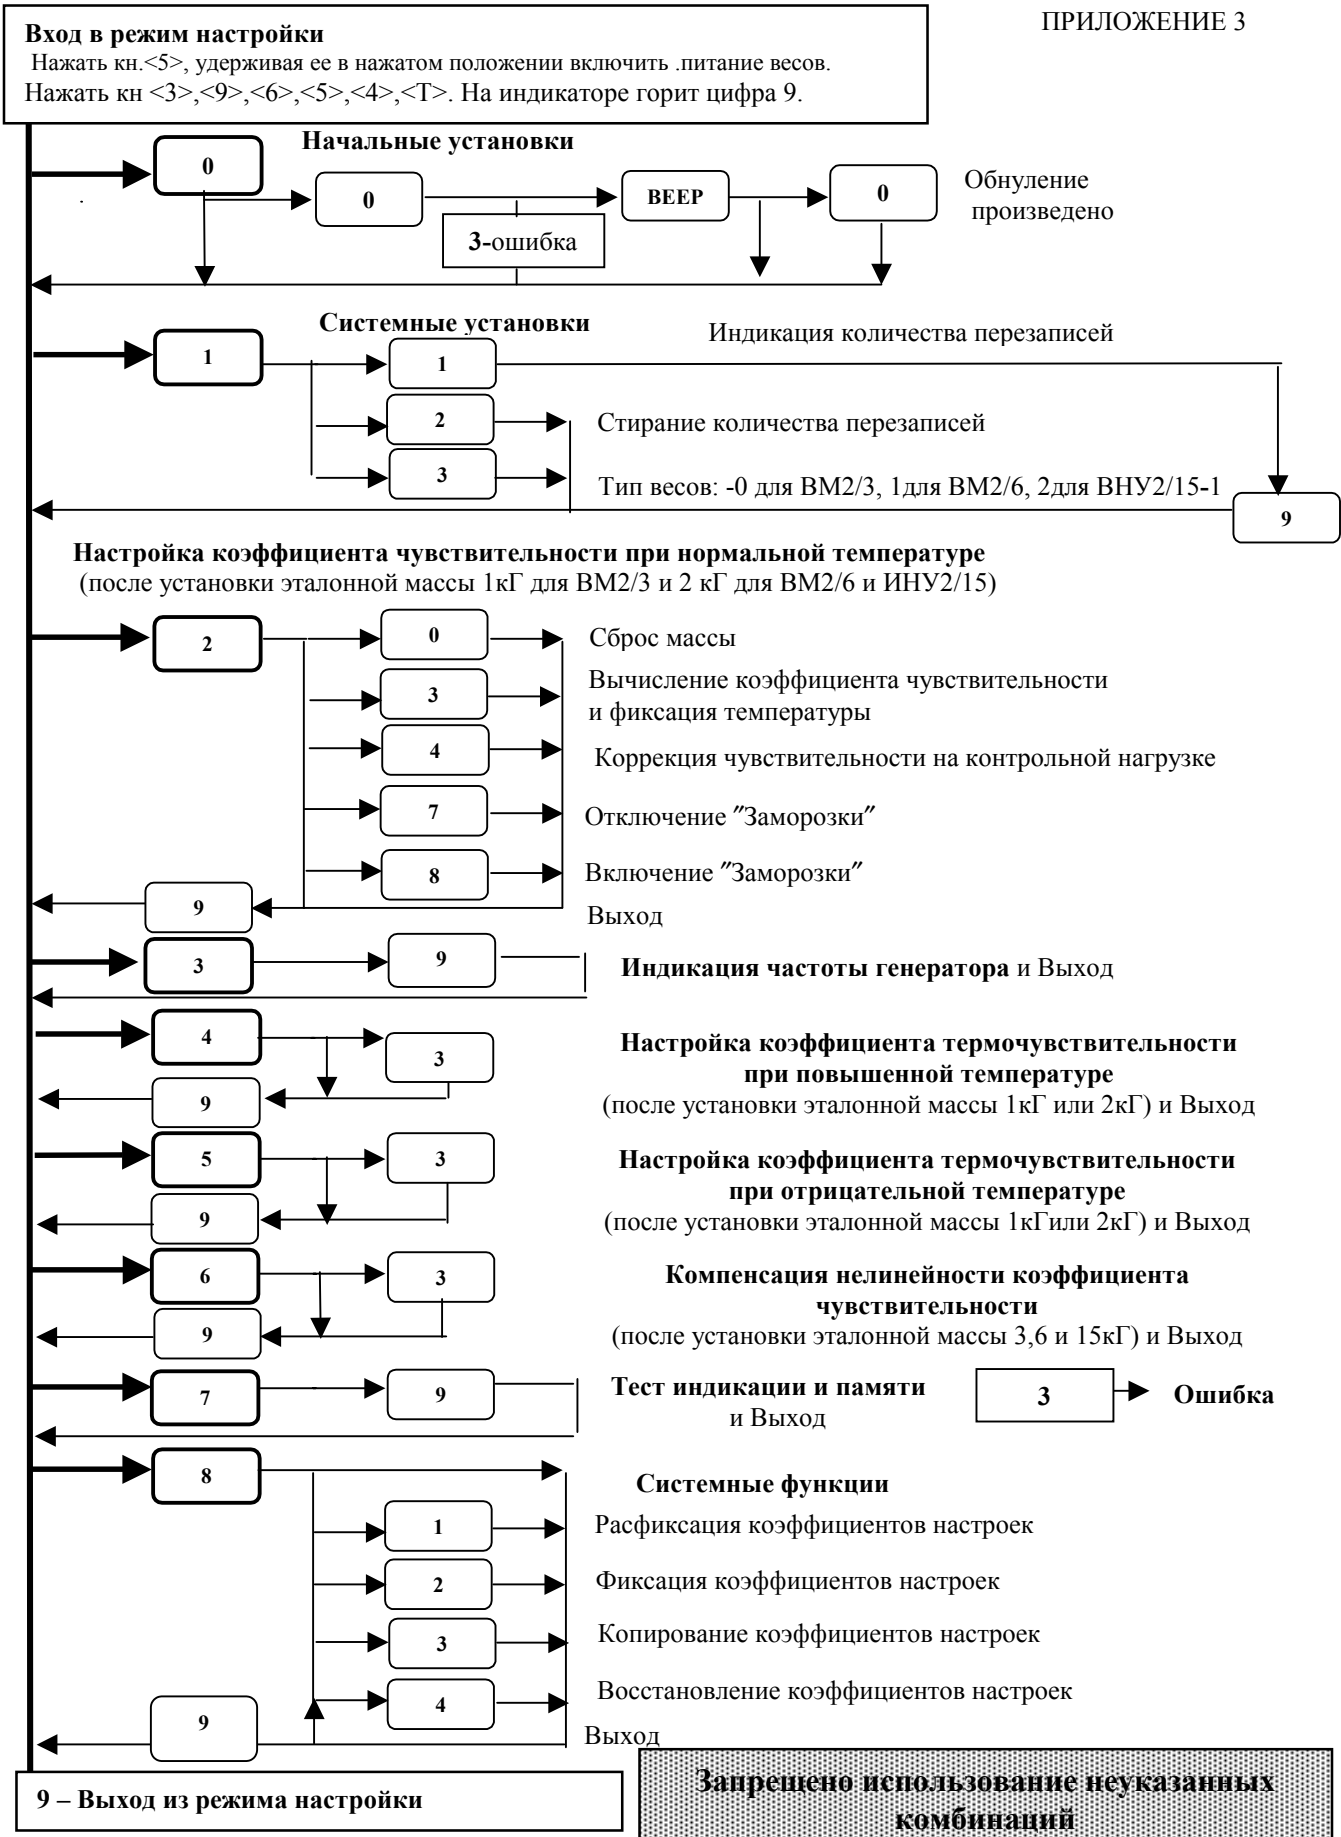 ПРИЛОЖЕНИЕ 3
Вход в режим настройки
Нажать кн.<5>, удерживая ее в нажатом положении включить .питание весов.
Нажать кн <3>,<9>,<6>,<5>,<4>,<Т>. На индикаторе горит цифра 9.
Начальные установки
0
0
BEEP
0
Обнуление
произведено
3-ошибка
Системные установки
Индикация количества перезаписей
1
1
2
Стирание количества перезаписей
3
Тип весов: -0 для ВМ2/3, 1для ВМ2/6, 2для ВНУ2/15-1
9
Настройка коэффициента чувствительности при нормальной температуре
(после установки эталонной массы 1кГ для ВМ2/3 и 2 кГ для ВМ2/6 и ИНУ2/15)
2
0
Сброс массы
3
Вычисление коэффициента чувствительности
и фиксация температуры
4
Коррекция чувствительности на контрольной нагрузке
7
Отключение "Заморозки"
8
Включение "Заморозки"
9
Выход
3
9
Индикация частоты генератора и Выход
4
3
9
Настройка коэффициента термочувствительности
при повышенной температуре
(после установки эталонной массы 1кГ или 2кГ) и Выход
5
3
9
Настройка коэффициента термочувствительности
при отрицательной температуре
(после установки эталонной массы 1кГили 2кГ) и Выход
6
3
9
Компенсация нелинейности коэффициента
чувствительности
(после установки эталонной массы 3,6 и 15кГ) и Выход
7
9
Тест индикации и памяти
и Выход
3
Ошибка
8
Системные функции
1
Расфиксация коэффициентов настроек
2
Фиксация коэффициентов настроек
3
Копирование коэффициентов настроек
4
Восстановление коэффициентов настроек
9
Выход
9 – Выход из режима настройки
Запрещено использование неуказанных
комбинаций